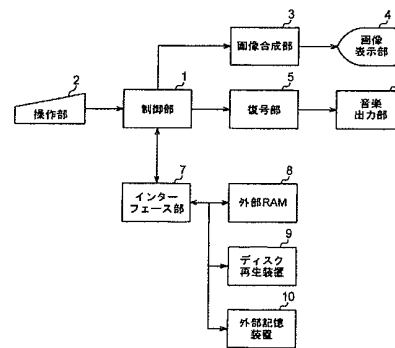 3
画像合成部
4
画像
表示部
2
操作部
1
制御部
5
復号部
音楽
出力部
7
インター
フェース部
8
外部RAM
9
ディスク
再生装置
10
外部記憶
装置